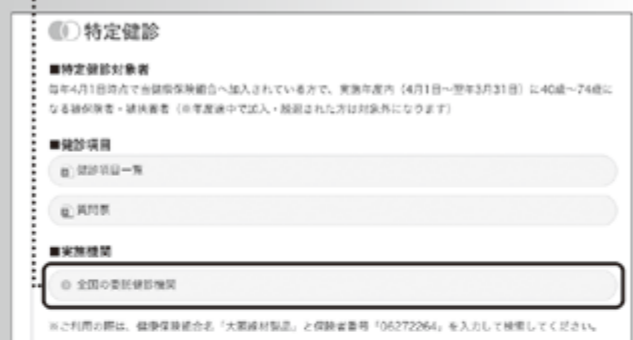 特定健診
■特定健診対象者
毎年4月1日時点で当健康保険組合へ加入されている方で、実施年度内（4月1日～翌年3月31日）に40歳～74歳に
なる被保険者・被扶養者（※年度途中で加入・脱退された方は対象外になります）
■健診項目
健診項目一覧
質問票
■実施機関
全国の委託健診機関
※ご利用の際は、健康保険組合名「大阪線材製品」と保険者番号「06272264」を入力して検索してください。